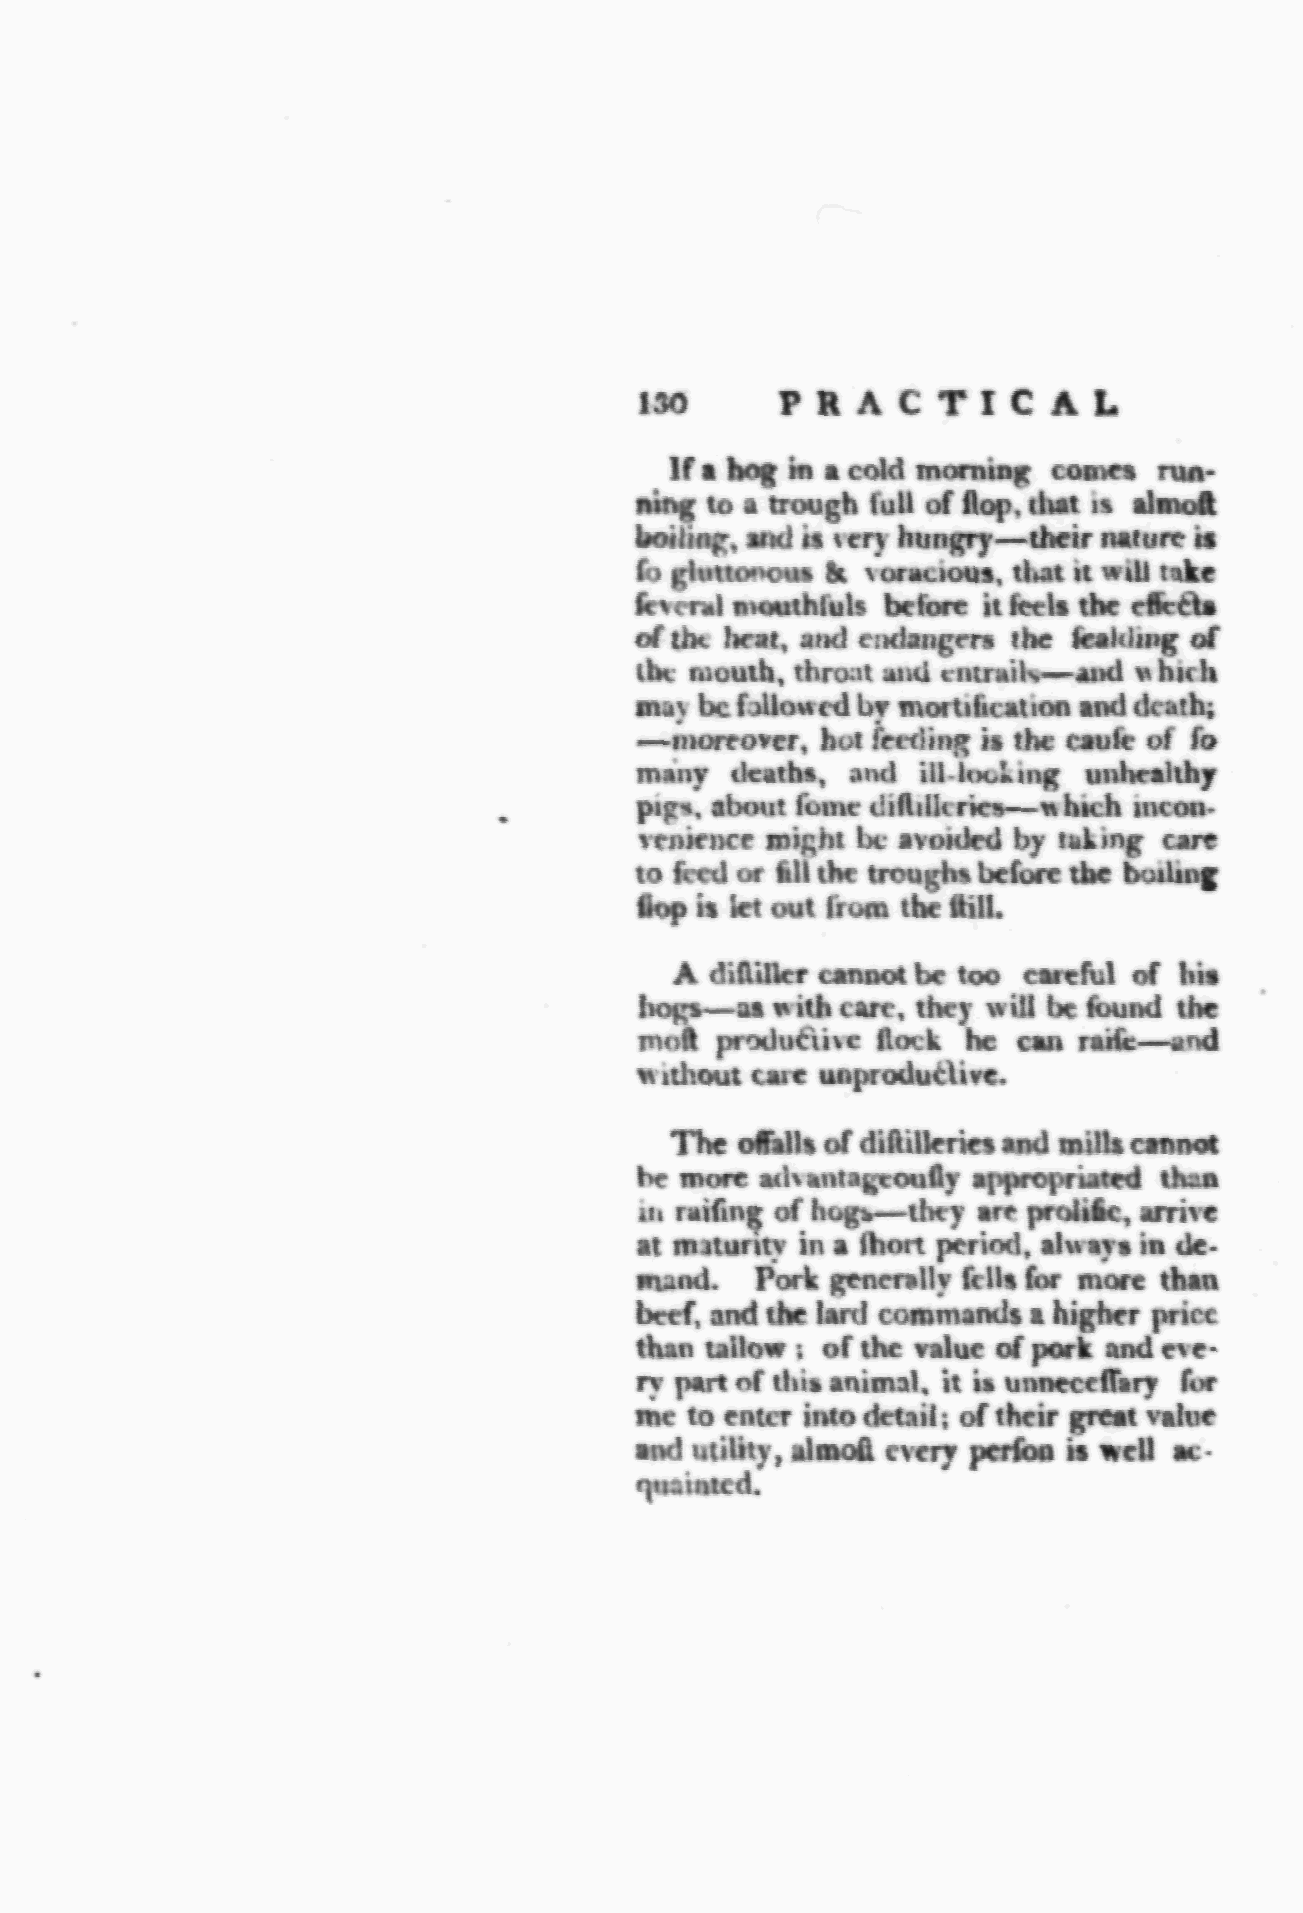 130 PRACTICAL
If a hog in a cold morning comes run-
ning to a trough full of ſlop, that is almoſt
boiling, and is very hungry—their nature is
ſo gluttonous & voracious, that it will take
ſeveral mouthfuls before it feels the effects
of the heat, and endangers the ſcalding of
the mouth, throat and entrails—and which
may be followed by mortification and death;
—moreover, hot feeding is the cauſe of ſo
many deaths, and ill-looking unhealthy
pigs, about ſome diſtilleries—which incon-
venience might be avoided by taking care
to feed or fill the troughs before the boiling
ſlop is let out from the ſtill.
A diſtiller cannot be too careful of his
hogs—as with care, they will be found the
moſt productive ſtock he can raiſe—and
without care unproductive.
The offalls of diſtilleries and mills cannot
be more advantageouſly appropriated than
in raiſing of hogs—they are prolific, arrive
at maturity in a ſhort period, always in de-
mand. Pork generally ſells for more than
beef, and the lard commands a higher price
than tallow; of the value of pork and eve-
ry part of this animal, it is unneceſſary for
me to enter into detail; of their great value
and utility, almoſt every perſon is well ac-
quainted.